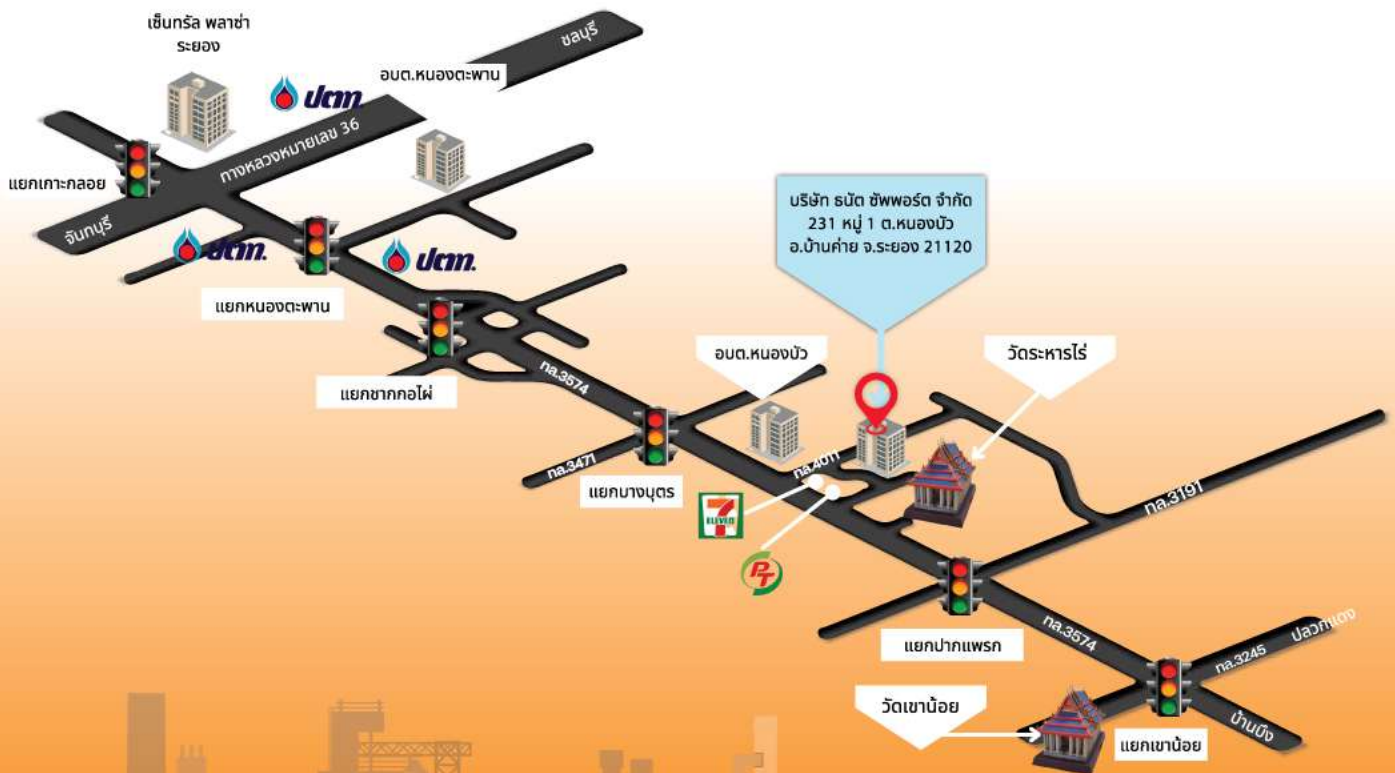 เซ็นทรัล พลาซ่า
ระยอง
ชลบุรี
อบต.หนองตะพาน
ปตท.
ทางหลวงหมายเลข 36
แยกเกาะกลอย
จันทบุรี
ปตท.
ปตท.
แยกหนองตะพาน
บริษัท ธนัต ซัพพอร์ต จำกัด
231 หมู่ 1 ต.หนองบัว
อ.บ้านค่าย จ.ระยอง 21120
แยกชากกอไผ่
ทล.3574
อบต.หนองบัว
วัดระหารไร่
ทล.3471
แยกบางบุตร
ทล.4011
7
ELEVEN
PT
ทล.3191
แยกปากแพรก
ทล.3574
ทล.3245
ปลวกแดง
วัดเขาน้อย
แยกเขาน้อย
บ้านบึง